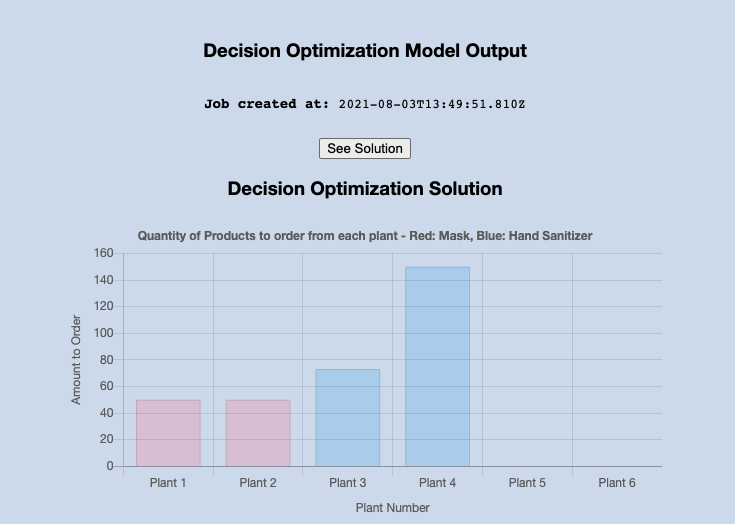 Decision Optimization Model Output
Job created at: 2021-08-03T13:49:51.810Z
See Solution
Decision Optimization Solution
Quantity of Products to order from each plant - Red: Mask, Blue: Hand Sanitizer
160
140
120
100
80
60
40
20
0
Amount to Order
Plant 1 Plant 2 Plant 3 Plant 4 Plant 5 Plant 6
Plant Number